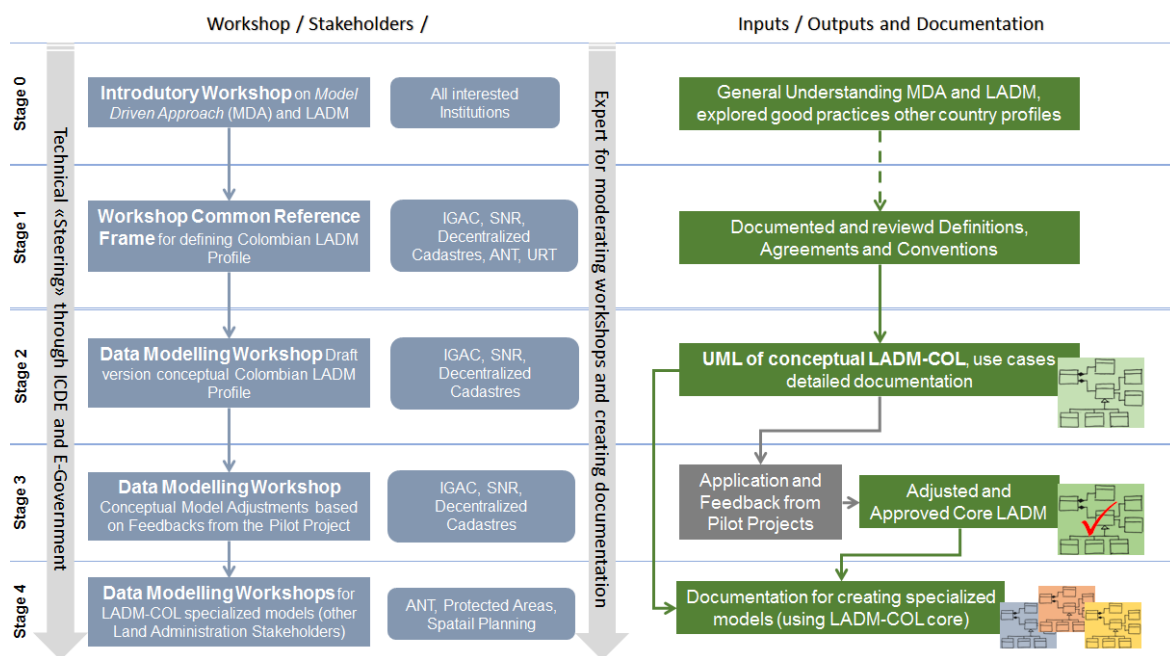 Workshop / Stakeholders /
Inputs / Outputs and Documentation
Technical «Steering» through ICDE and E-Government
Expert for moderating workshops and creating documentation
Stage 0
Introdutory Workshop on Model
Driven Approach (MDA) and LADM
All interested
Institutions
General Understanding MDA and LADM,
explored good practices other country profiles
Stage 1
Workshop Common Reference
Frame for defining Colombian LADM
Profile
IGAC, SNR,
Decentralized
Cadastres, ANT, URT
Documented and reviewd Definitions,
Agreements and Conventions
Stage 2
Data Modelling Workshop Draft
version conceptual Colombian LADM
Profile
IGAC, SNR,
Decentralized
Cadastres
UML of conceptual LADM-COL, use cases
detailed documentation
Stage 3
Data Modelling Workshop
Conceptual Model Adjustments based
on Feedbacks from the Pilot Project
IGAC, SNR,
Decentralized
Cadastres
Application and
Feedback from
Pilot Projects
Adjusted and
Approved Core LADM
Stage 4
Data Modelling Workshops for
LADM-COL specialized models (other
Land Administration Stakeholders)
ANT, Protected Areas,
Spatail Planning
Documentation for creating specialized
models (using LADM-COL core)